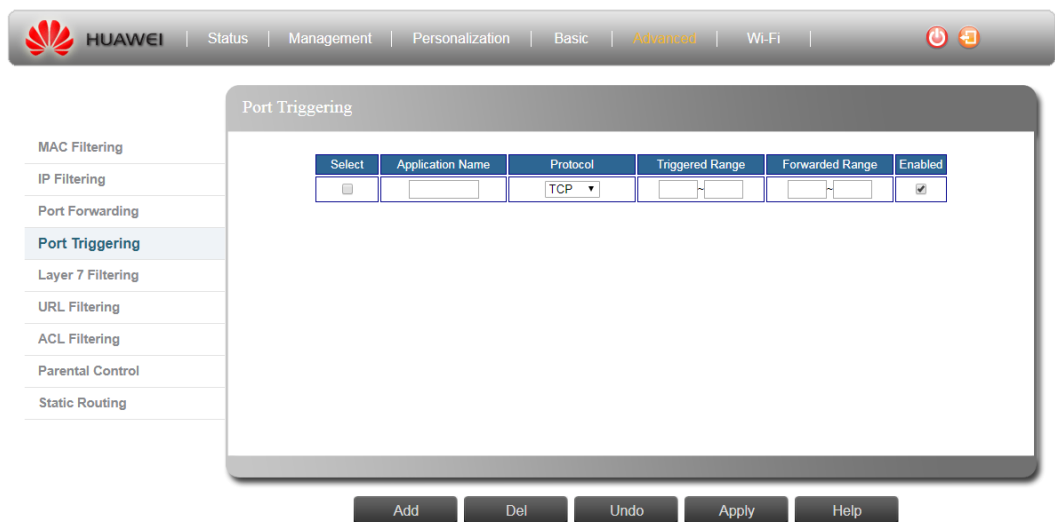 HUAWEI | Status | Management | Personalization | Basic | Advanced | Wi-Fi |
Port Triggering
MAC Filtering
IP Filtering
Port Forwarding
Port Triggering
Layer 7 Filtering
URL Filtering
ACL Filtering
Parental Control
Static Routing
Select Application Name Protocol Triggered Range Forwarded Range Enabled
TCP ~ ~
Add Del Undo Apply Help